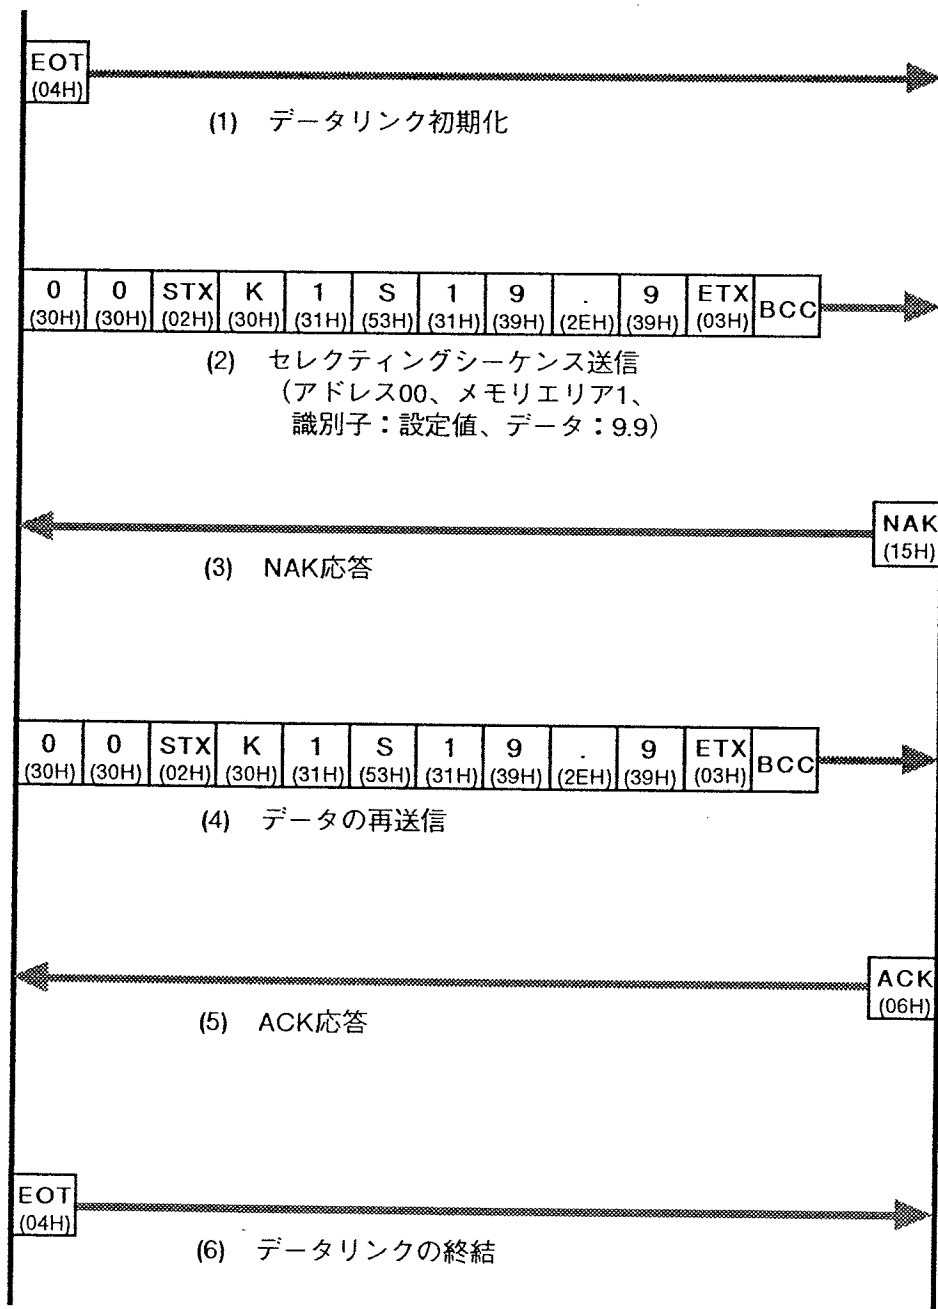 EOT
(04H)
(1) データリンク初期化
0 0 STX K 1 S 1 9 . 9 ETX BCC
(30H) (30H) (02H) (30H) (31H) (53H) (31H) (39H) (2EH) (39H) (03H)
(2) セレクティングシーケンス送信
(アドレス00、メモリエリア1、
識別子:設定値、データ:9.9)
NAK
(15H)
(3) NAK応答
0 0 STX K 1 S 1 9 . 9 ETX BCC
(30H) (30H) (02H) (30H) (31H) (53H) (31H) (39H) (2EH) (39H) (03H)
(4) データの再送信
ACK
(06H)
(5) ACK応答
EOT
(04H)
(6) データリンクの終結